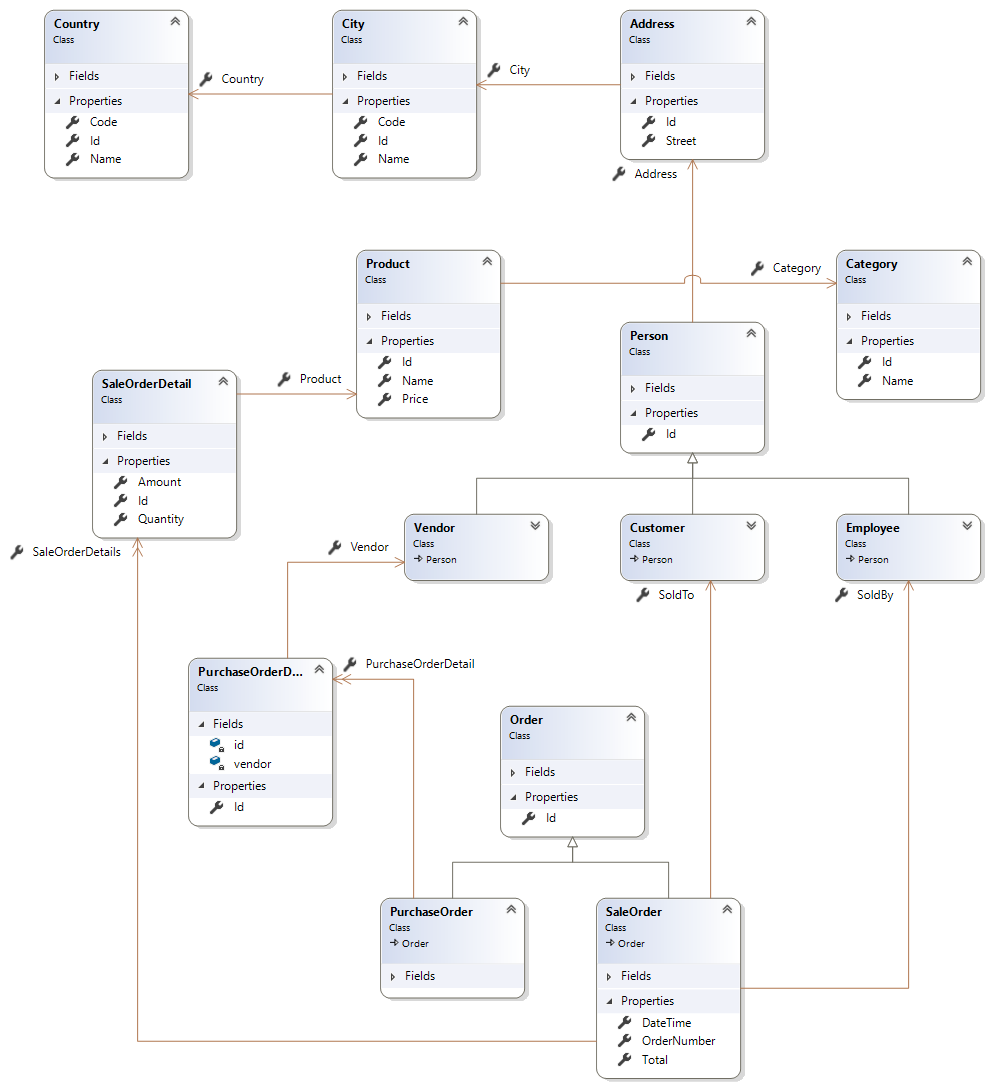 Country
Class
Fields
Properties
Code
Id
Name
Country
City
Class
Fields
Properties
Code
Id
Name
City
Address
Class
Fields
Properties
Id
Street
Address
Product
Class
Fields
Properties
Id
Name
Price
Category
Category
Class
Fields
Properties
Id
Name
Person
Class
Fields
Properties
Id
SaleOrderDetail
Class
Fields
Properties
Amount
Id
Quantity
Product
SaleOrderDetails
Vendor
Vendor
Class
Person
Customer
Class
Person
SoldTo
Employee
Class
Person
SoldBy
PurchaseOrderD...
Class
Fields
id
vendor
Properties
Id
PurchaseOrderDetail
Order
Class
Fields
Properties
Id
PurchaseOrder
Class
Order
Fields
SaleOrder
Class
Order
Fields
Properties
DateTime
OrderNumber
Total